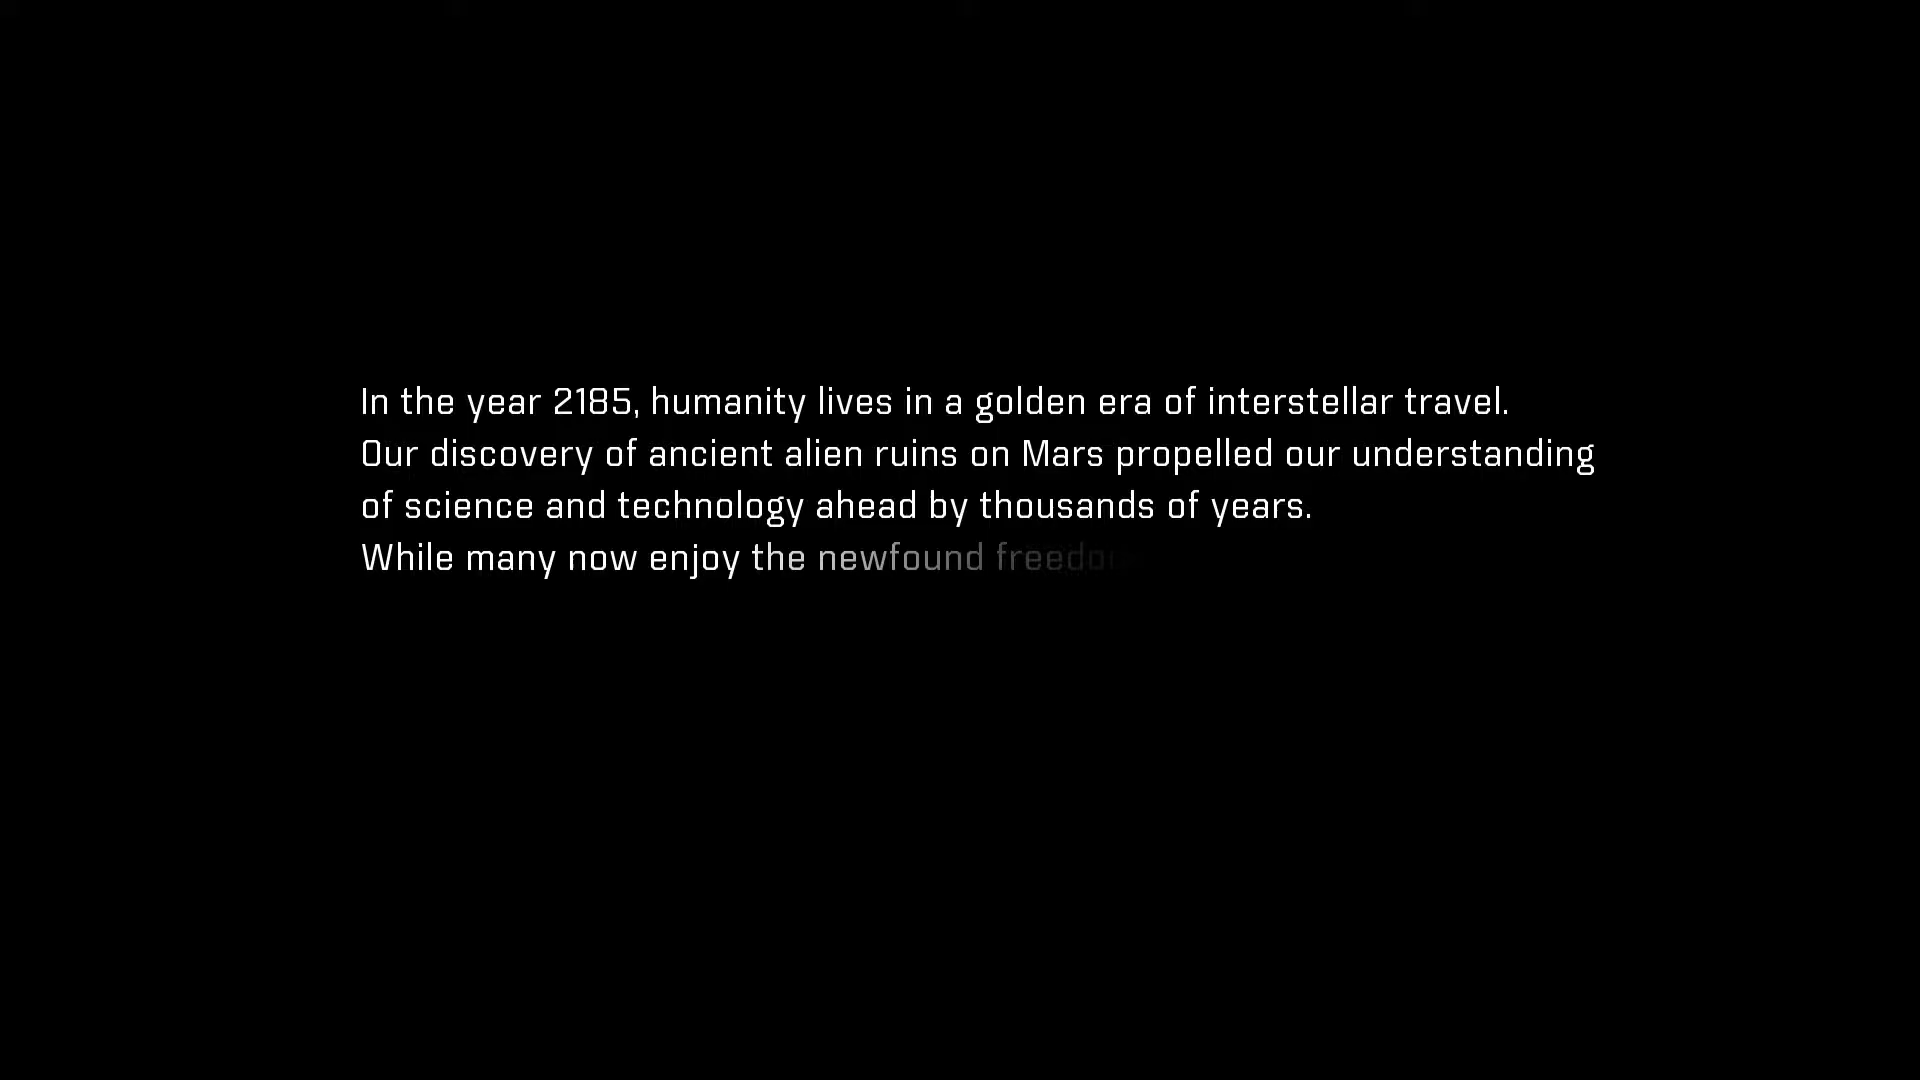 In the year 2185, humanity lives in a golden era of interstellar travel.
Our discovery of ancient alien ruins on Mars propelled our understanding
of science and technology ahead by thousands of years.
While many now enjoy the newfound